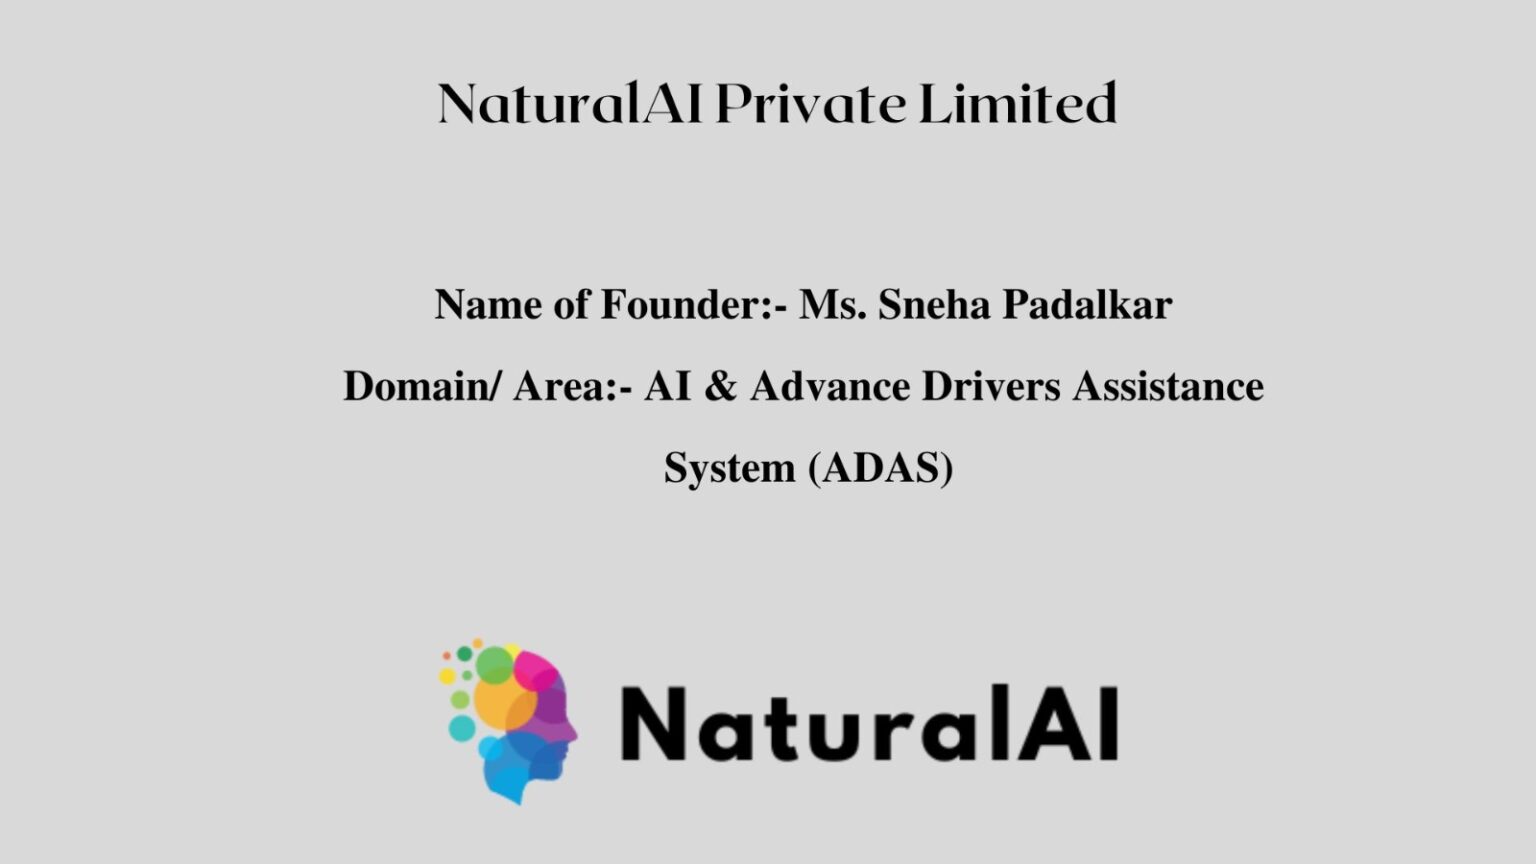 NaturalAI Private Limited
Name of Founder:- Ms. Sneha Padalkar
Domain/ Area:- AI & Advance Drivers Assistance
System (ADAS)
NaturalAI